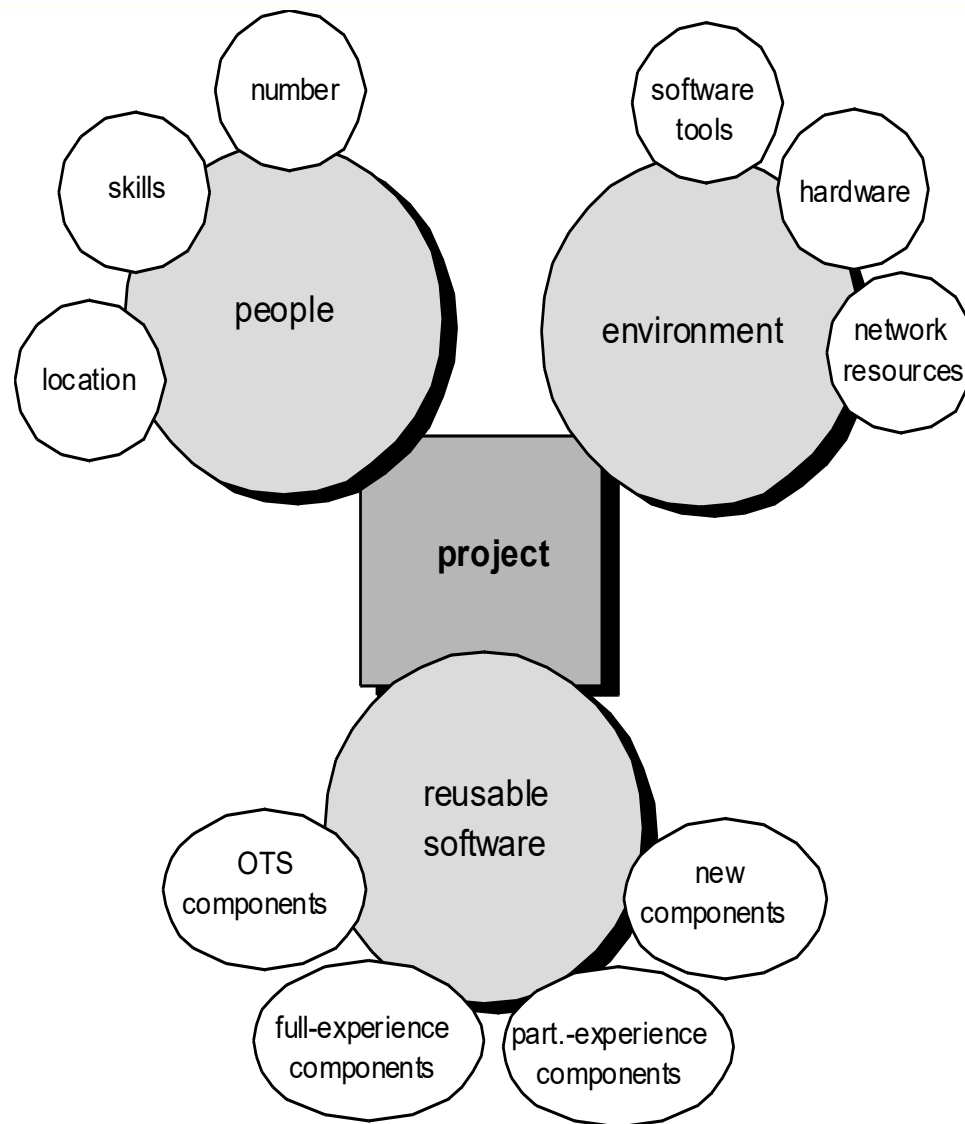 number
skills
people
location
software
tools
hardware
environment
network
resources
project
reusable
software
OTS
components
new
components
full-experience
components
part.-experience
components